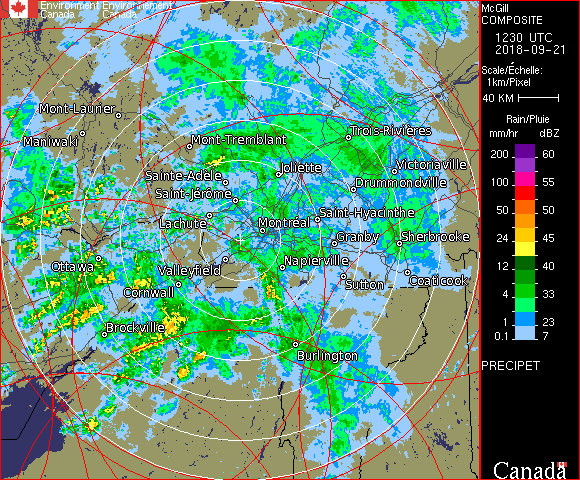 Environment Environnement
Canada Canada
McGill
COMPOSITE
1230 UTC
2018-09-21
Scale/Échelle:
1km/Pixel
40 KM
Rain/Pluie
mm/hr dBZ
200 60
100 55
50 50
24 45
12 40
4 33
1 23
0.1 7
PRECIPET
Canada
Mont-Laurier
Maniwaki
Mont-Tremblant
Trois-Rivières
Sainte-Adèle
Joliette
Victoriaville
Saint-Jérôme
Drummondville
Lachute
Montréal
Saint-Hyacinthe
Granby
Sherbrooke
Ottawa
Valleyfield
Napierville
Cornwall
Sutton
Coaticook
Brockville
Burlington